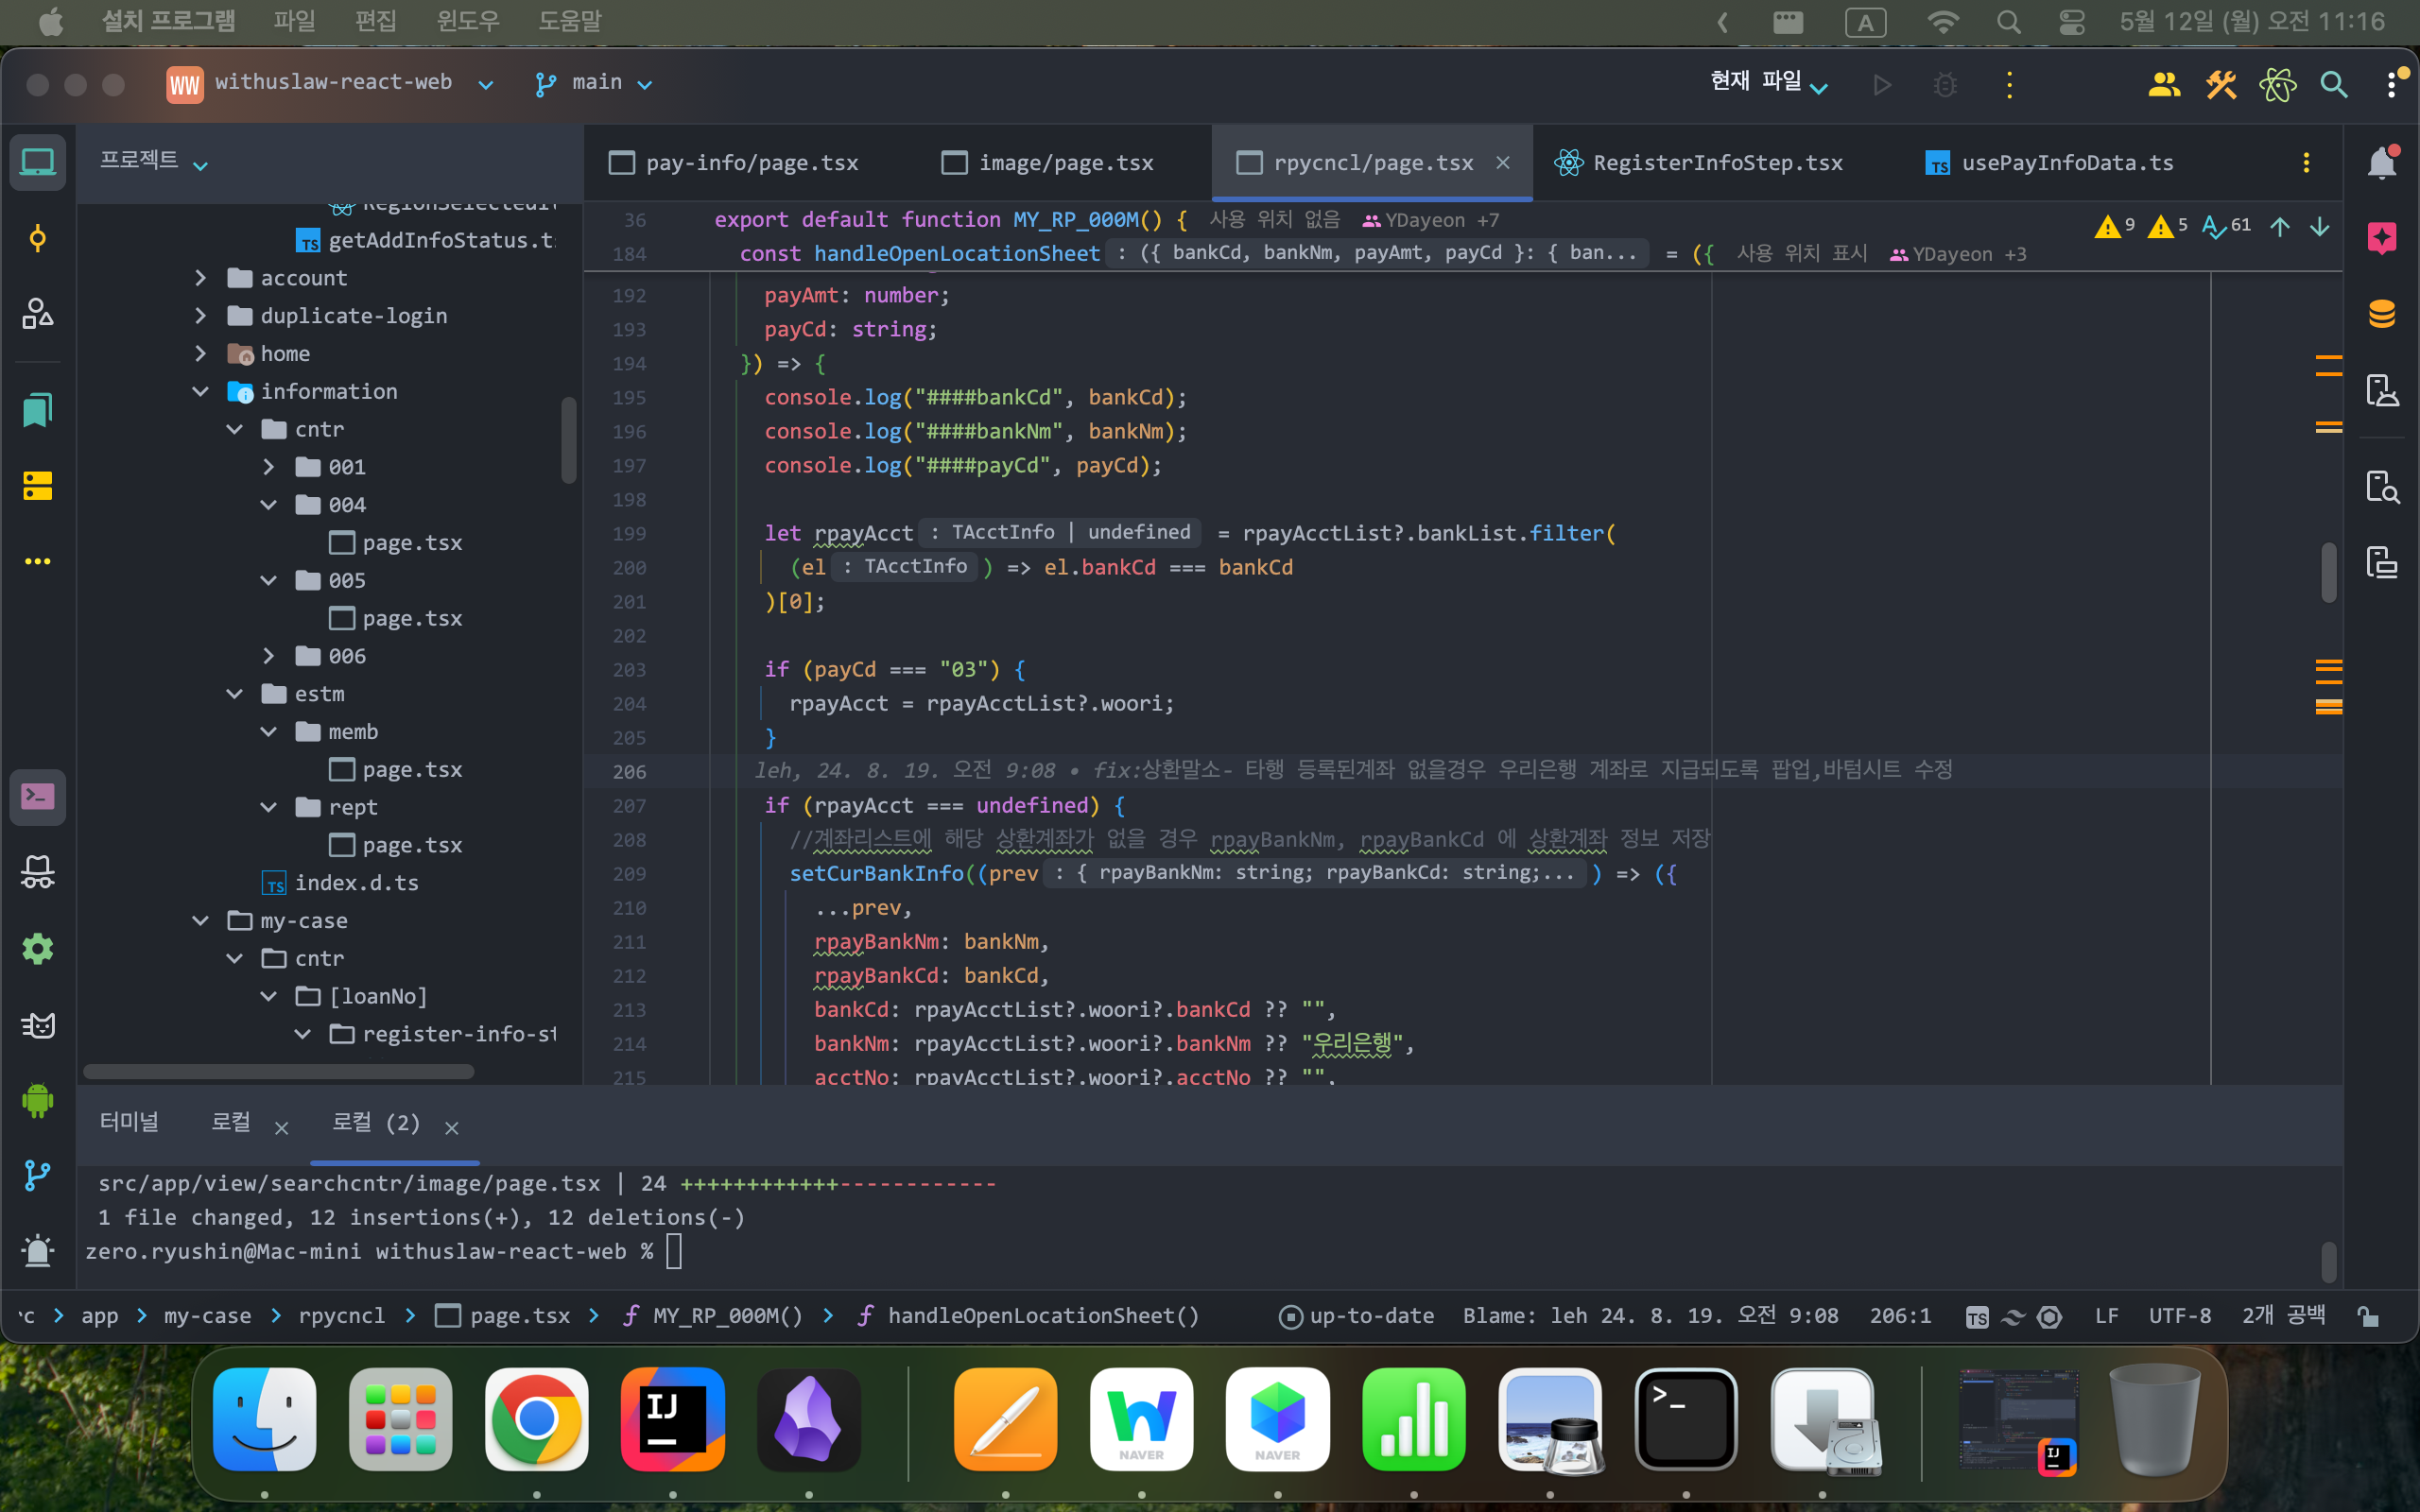 설치 프로그램 파일 편집 윈도우 도움말
A 5월 12일 (월) 오전 11:16
WW withuslaw-react-web main 현재 파일
프로젝트
getAddInfoStatus.t
account
duplicate-login
home
information
cntr
001
004
page.tsx
005
page.tsx
006
estm
memb
page.tsx
rept
page.tsx
TS index.d.ts
my-case
cntr
[loanNo]
register-info-st
pay-info/page.tsx image/page.tsx rpycncl/page.tsx RegisterInfoStep.tsx TS usePayInfoData.ts
36 export default function MY_RP_000M() { 사용 위치 없음 YDayeon +7
9 5 61
184 const handleOpenLocationSheet : ({ bankCd, bankNm, payAmt, payCd }: { ban... = ({ 사용 위치 표시 YDayeon +3
192 payAmt: number;
193 payCd: string;
194 }) => {
195 console.log("####bankCd", bankCd);
196 console.log("####bankNm", bankNm);
197 console.log("####payCd", payCd);
198
199 let rpayAcct : TAcctInfo | undefined = rpayAcctList?.bankList.filter(
200 (el : TAcctInfo ) => el.bankCd === bankCd
201 )[0];
202
203 if (payCd === "03") {
204 rpayAcct = rpayAcctList?.woori;
205 }
206 leh, 24. 8. 19. 오전 9:08 • fix:상환말소- 타행 등록된계좌 없을경우 우리은행 계좌로 지급되도록 팝업,바텀시트 수정
207 if (rpayAcct === undefined) {
208 //계좌리스트에 해당 상환계좌가 없을 경우 rpayBankNm, rpayBankCd 에 상환계좌 정보 저장
209 setCurBankInfo((prev : { rpayBankNm: string; rpayBankCd: string;... ) => ({
210 ...prev,
211 rpayBankNm: bankNm,
212 rpayBankCd: bankCd,
213 bankCd: rpayAcctList?.woori?.bankCd ?? "",
214 bankNm: rpayAcctList?.woori?.bankNm ?? "우리은행",
215 acctNo: rpayAcctList?.woori?.acctNo ?? "",
터미널 로컬 로컬 (2)
src/app/view/searchcntr/image/page.tsx | 24 ++++++++++++------------
1 file changed, 12 insertions(+), 12 deletions(-)
zero.ryushin@Mac-mini withuslaw-react-web %
rc > app > my-case > rpycncl > page.tsx > MY_RP_000M() > handleOpenLocationSheet() up-to-date Blame: leh 24. 8. 19. 오전 9:08 206:1 TS LF UTF-8 2개 공백
IJ NAVER NAVER >_ IJ